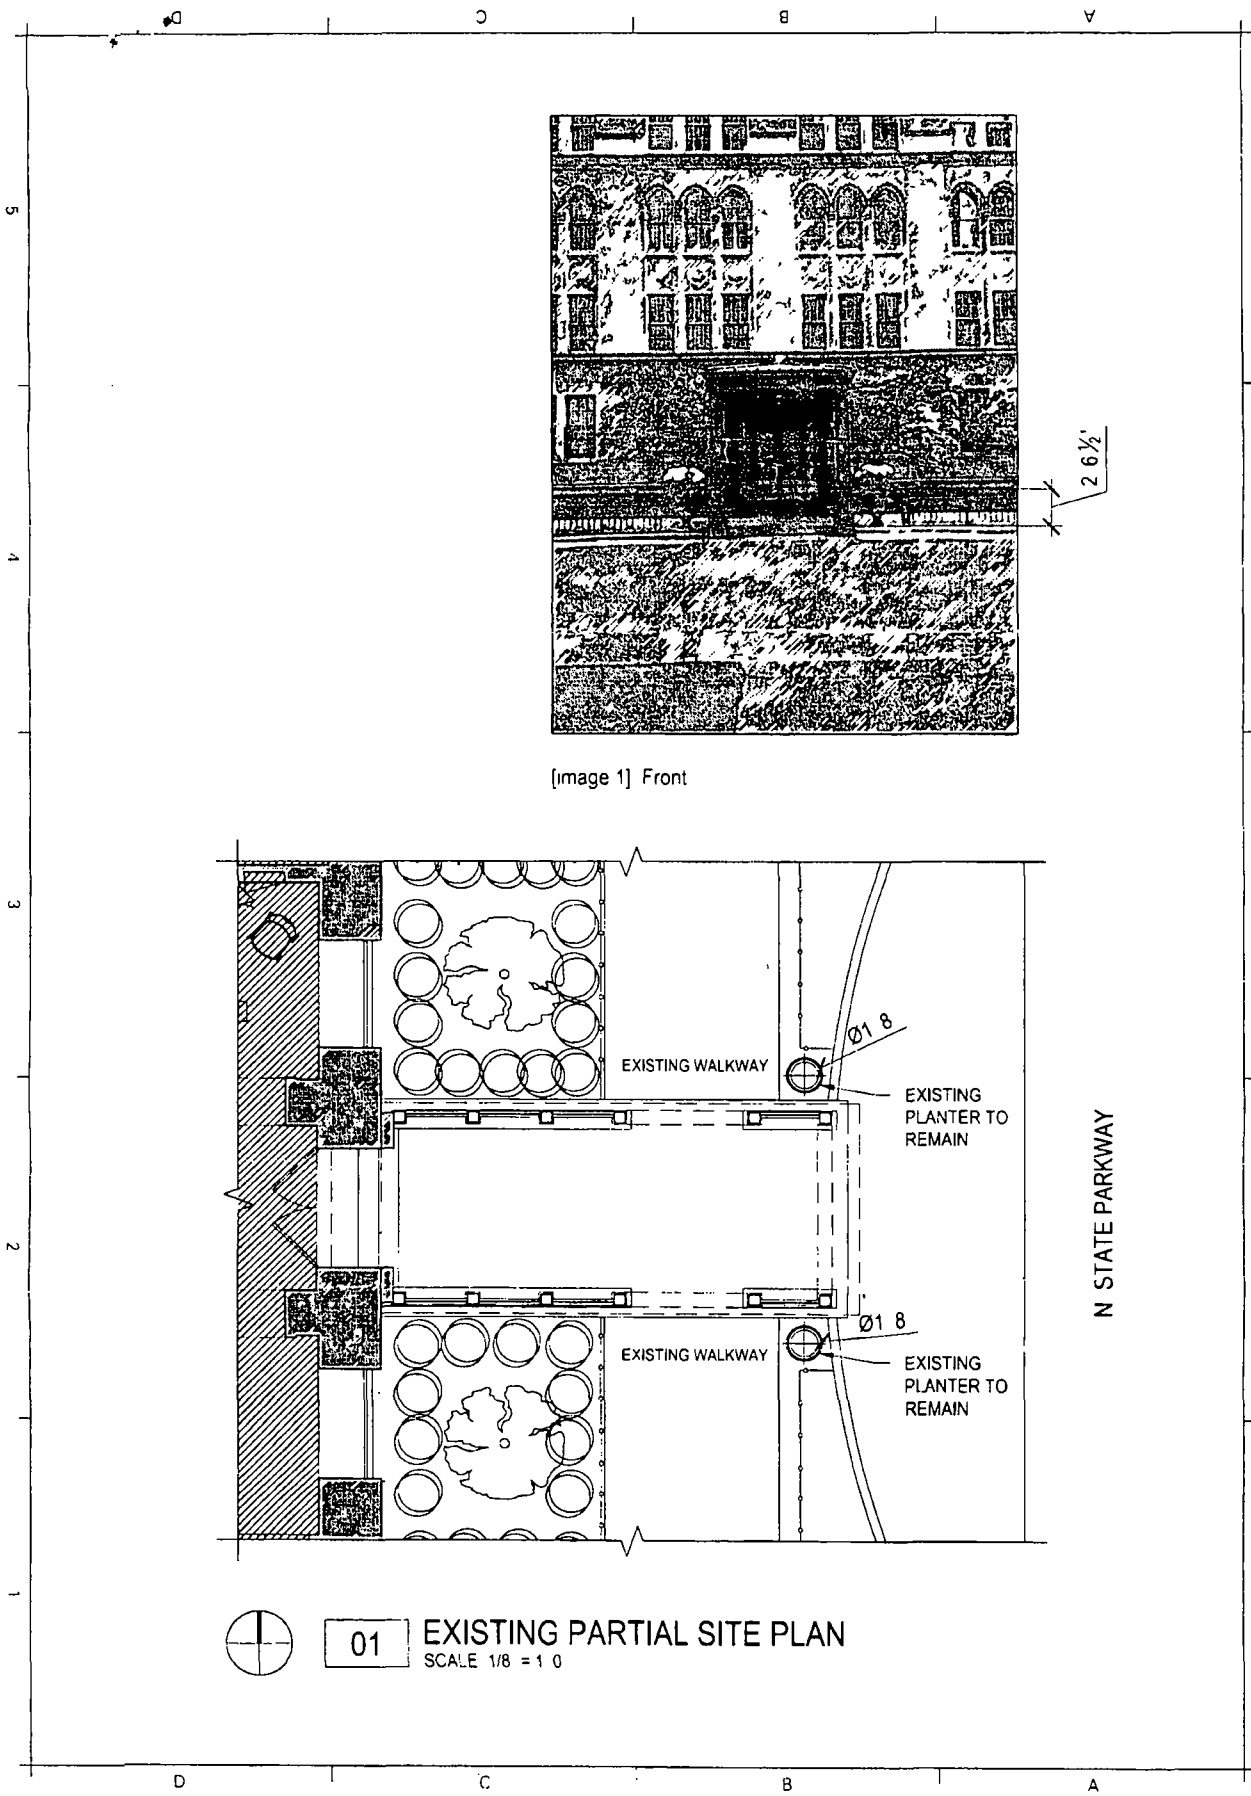 D C B A
5
2 6½'
4
[image 1] Front
3
Ø1 8
EXISTING WALKWAY
EXISTING
PLANTER TO
REMAIN
N STATE PARKWAY
2
Ø1 8
EXISTING WALKWAY
EXISTING
PLANTER TO
REMAIN
1
01 EXISTING PARTIAL SITE PLAN
SCALE 1/8 = 1 0
D C B A